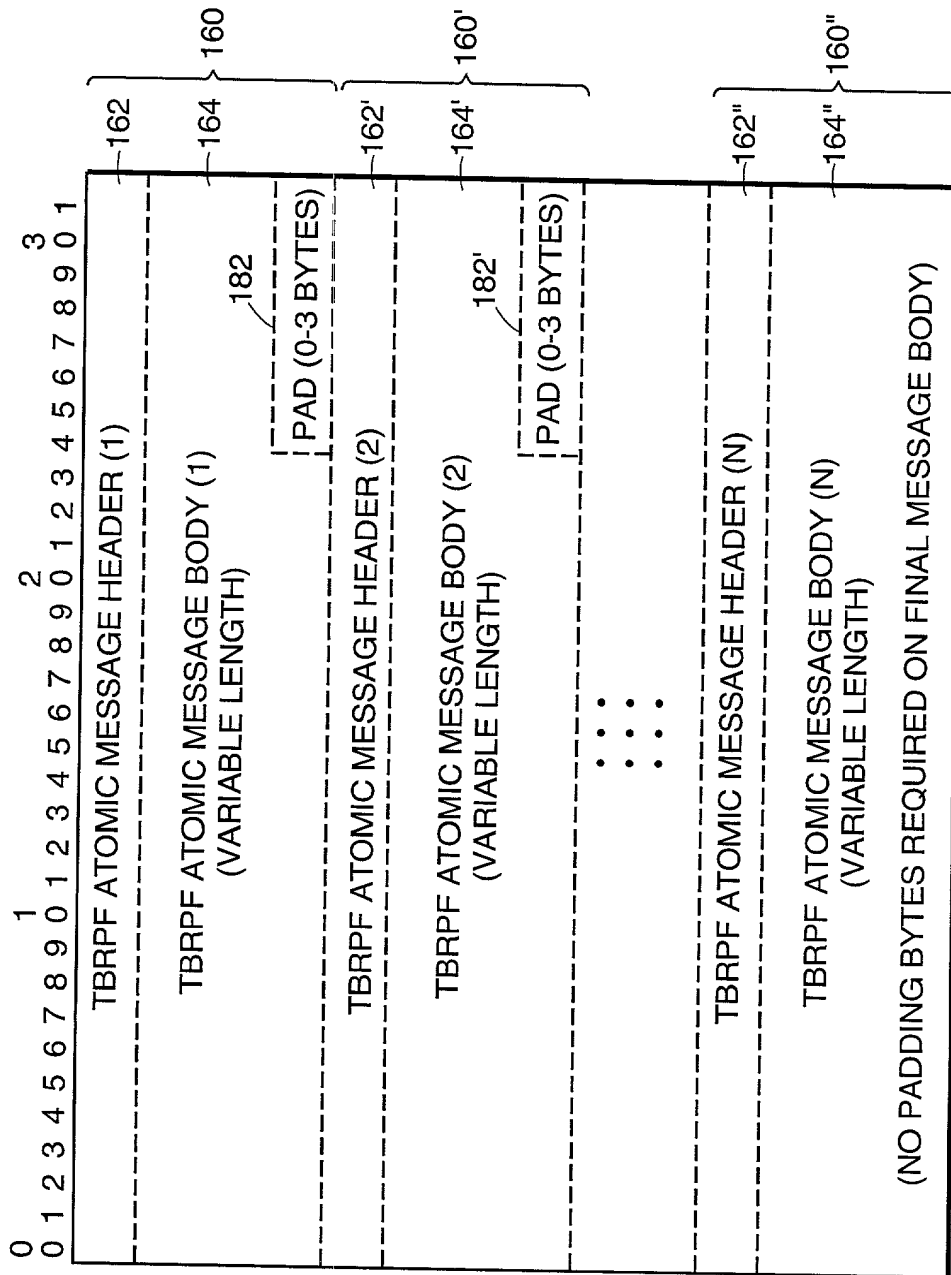 0 1 2 3
0 1 2 3 4 5 6 7 8 9 0 1 2 3 4 5 6 7 8 9 0 1 2 3 4 5 6 7 8 9 0 1
TBRPF ATOMIC MESSAGE HEADER (1)
162
160
TBRPF ATOMIC MESSAGE BODY (1)
(VARIABLE LENGTH)
164
182
PAD (0-3 BYTES)
TBRPF ATOMIC MESSAGE HEADER (2)
162'
160'
TBRPF ATOMIC MESSAGE BODY (2)
(VARIABLE LENGTH)
164'
182'
PAD (0-3 BYTES)
TBRPF ATOMIC MESSAGE HEADER (N)
162"
160"
TBRPF ATOMIC MESSAGE BODY (N)
(VARIABLE LENGTH)
164"
(NO PADDING BYTES REQUIRED ON FINAL MESSAGE BODY)